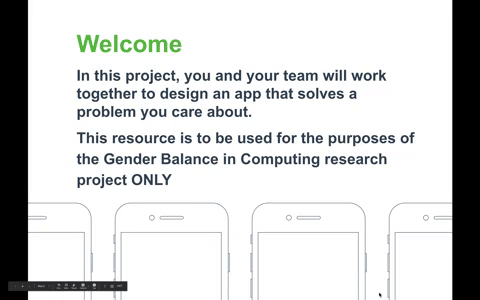 Welcome
In this project, you and your team will work
together to design an app that solves a
problem you care about.
This resource is to be used for the purposes of
the Gender Balance in Computing research
project ONLY